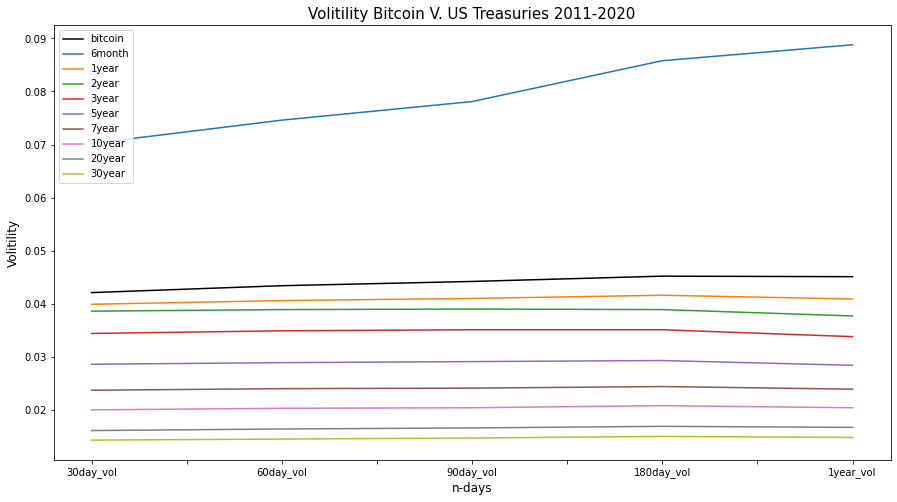 Volitility Bitcoin V. US Treasuries 2011-2020
bitcoin
6month
1year
2year
3year
5year
7year
10year
20year
30year
0.09
0.08
0.07
0.06
0.05
0.04
0.03
0.02
Volitility
30day_vol
60day_vol
90day_vol
180day_vol
1year_vol
n-days